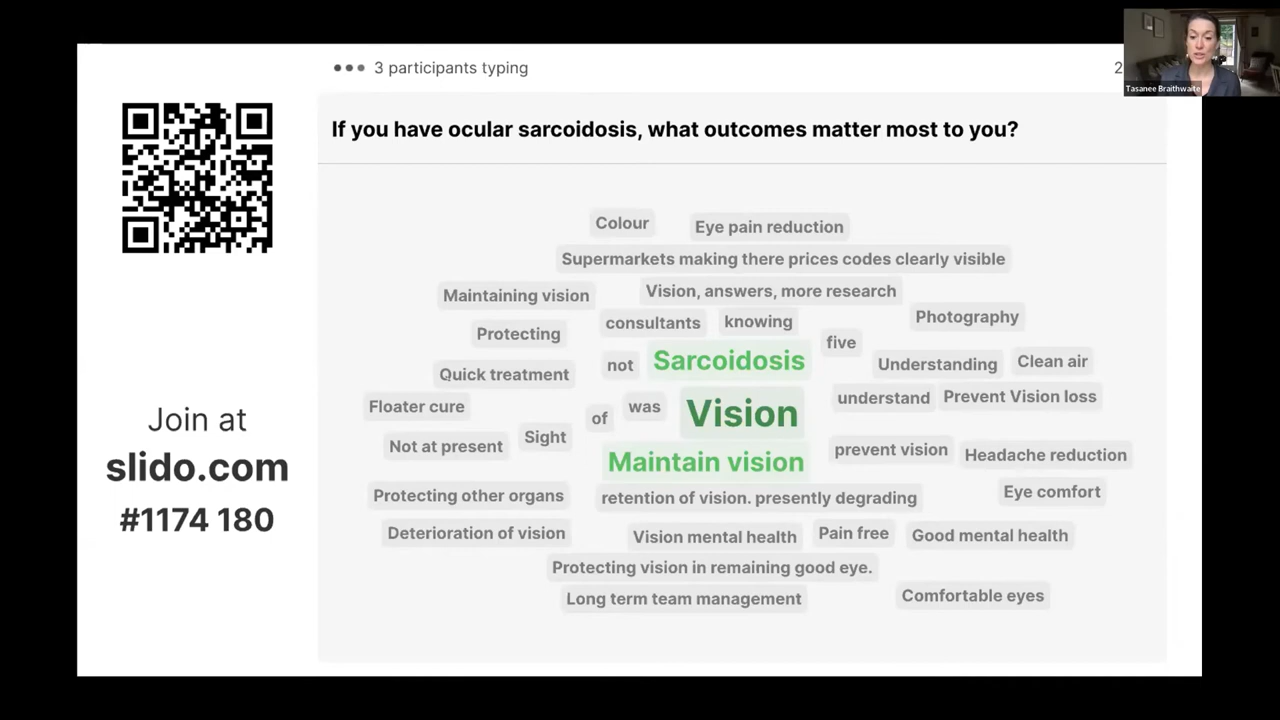 3 participants typing
2
Tasanee Braithwaite
If you have ocular sarcoidosis, what outcomes matter most to you?
Colour
Eye pain reduction
Supermarkets making there prices codes clearly visible
Maintaining vision
Vision, answers, more research
Protecting
consultants
knowing
Photography
five
not
Sarcoidosis
Understanding
Clean air
Quick treatment
Floater cure
of
was
Vision
understand
Prevent Vision loss
Not at present
Sight
Maintain vision
prevent vision
Headache reduction
Protecting other organs
retention of vision. presently degrading
Eye comfort
Deterioration of vision
Vision mental health
Pain free
Good mental health
Protecting vision in remaining good eye.
Long term team management
Comfortable eyes
Join at
slido.com
#1174 180